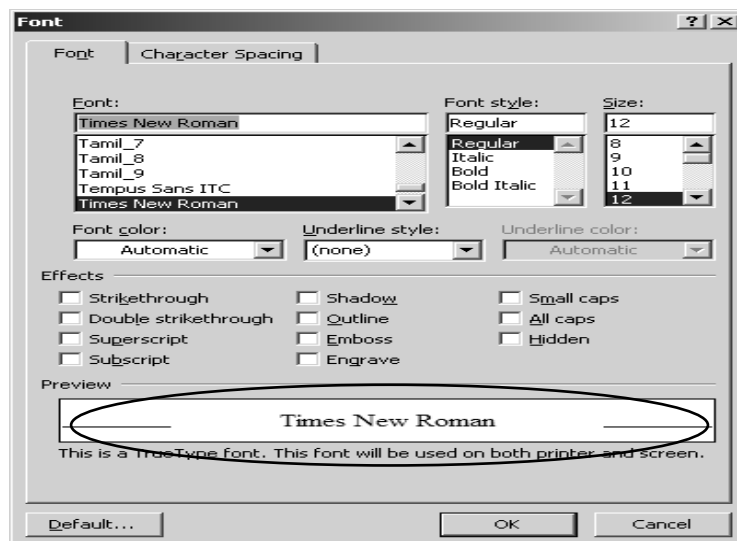 Font
Font Character Spacing
Font: Font style: Size:
Times New Roman Regular 12
Tamil_7 Regular 8
Tamil_8 Italic 9
Tamil_9 Bold 10
Tempus Sans ITC Bold Italic 11
Times New Roman 12
Font color: Underline style: Underline color:
Automatic (none) Automatic
Effects
Strikethrough Shadow Small caps
Double strikethrough Outline All caps
Superscript Emboss Hidden
Subscript Engrave
Preview
Times New Roman
This is a TrueType font. This font will be used on both printer and screen.
Default... OK Cancel